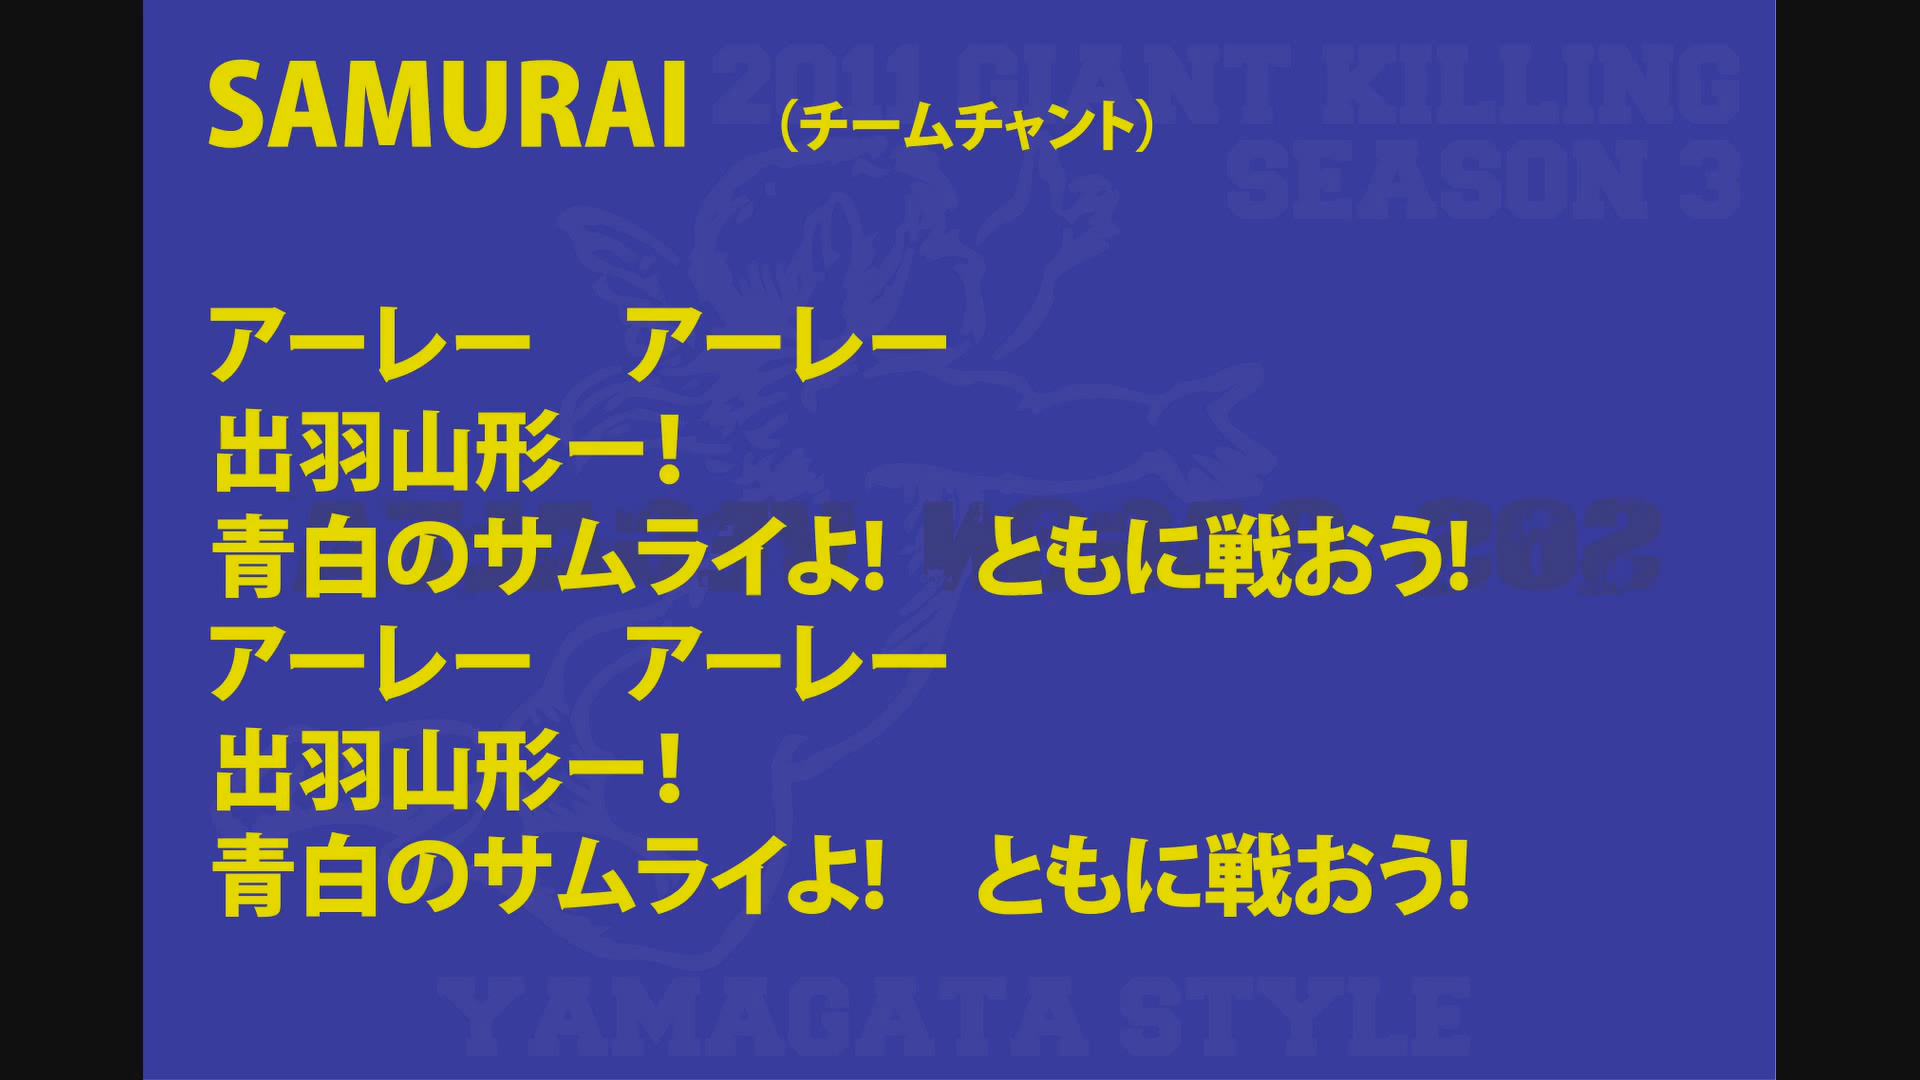 SAMURAI （チームチャント）
2011 GIANT KILLING
SEASON 3
アーレー　アーレー
出羽山形ー！
青白のサムライよ！　ともに戦おう！
アーレー　アーレー
出羽山形ー！
青白のサムライよ！　ともに戦おう！
YAMAGATA STYLE